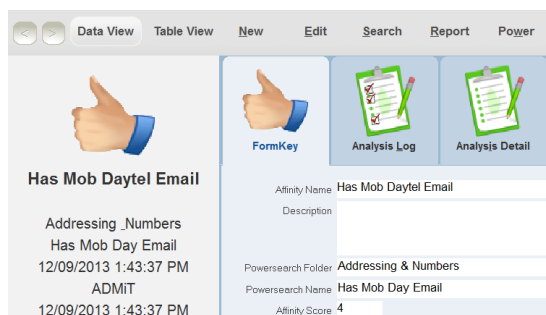 < > Data View Table View New Edit Search Report Power
FormKey Analysis Log Analysis Detail
Has Mob Daytel Email
Addressing _Numbers
Has Mob Day Email
12/09/2013 1:43:37 PM
ADMiT
12/09/2013 1:43:37 PM
Affinity Name Has Mob Daytel Email
Description
Powersearch Folder Addressing & Numbers
Powersearch Name Has Mob Day Email
Affinity Score 4